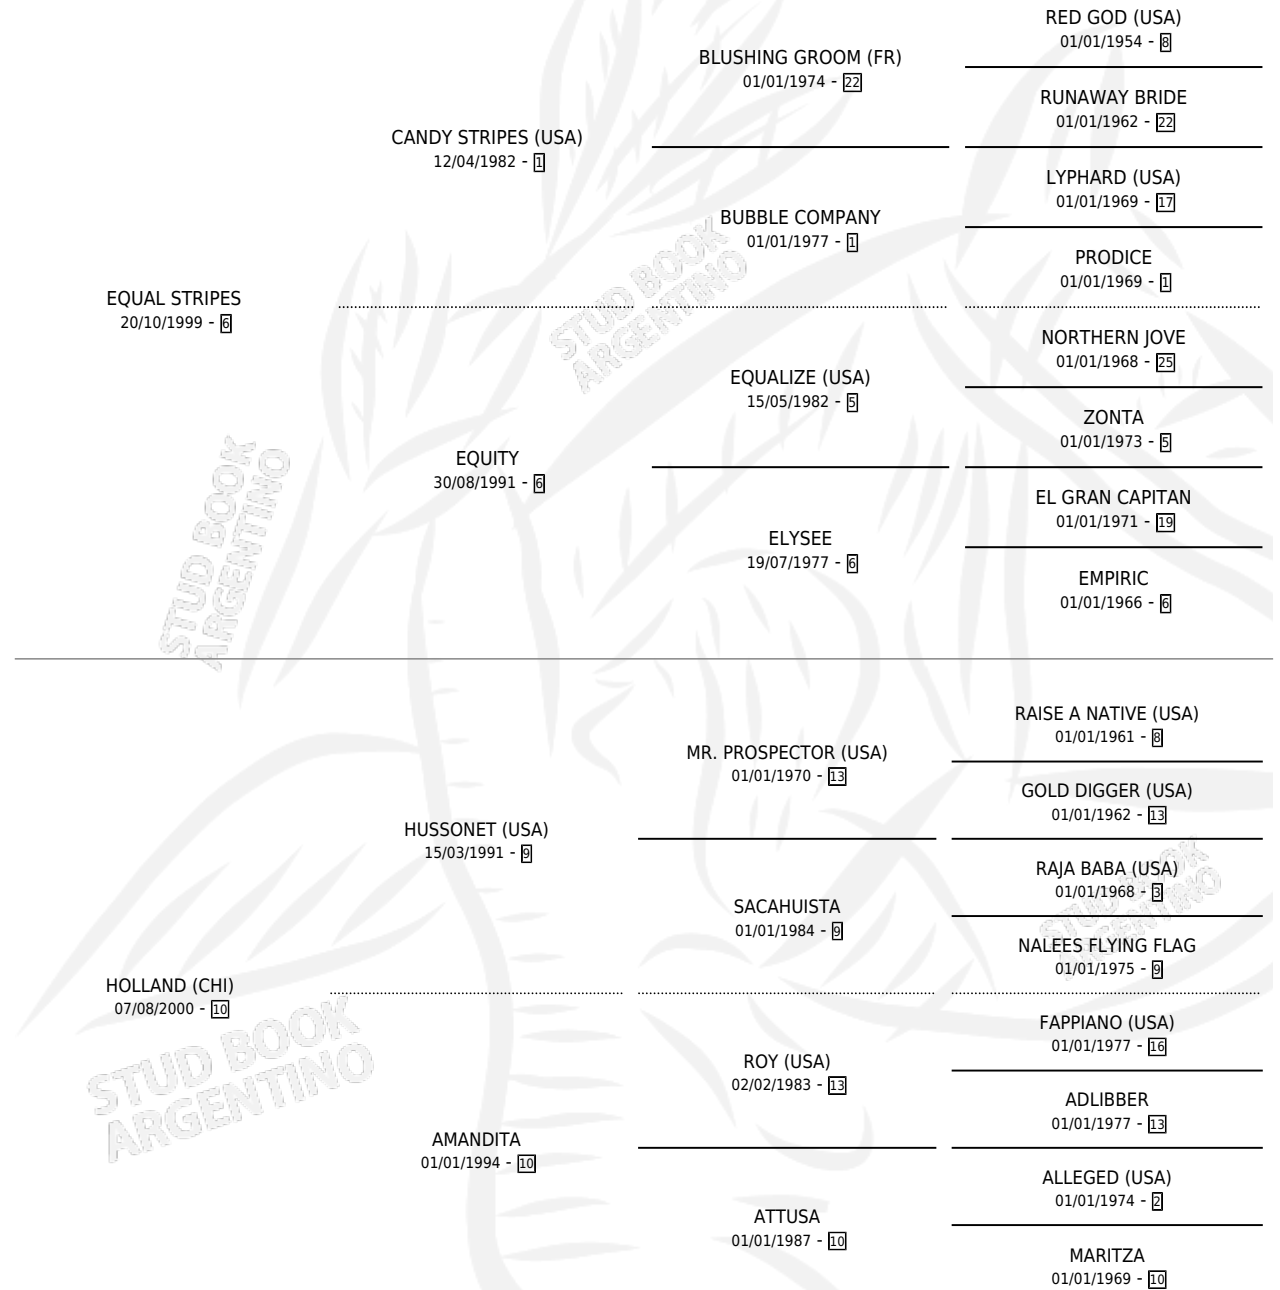 RED GOD (USA)
01/01/1954 - 8
BLUSHING GROOM (FR)
01/01/1974 - 22
RUNAWAY BRIDE
01/01/1962 - 22
CANDY STRIPES (USA)
12/04/1982 - 1
LYPHARD (USA)
01/01/1969 - 17
BUBBLE COMPANY
01/01/1977 - 1
PRODICE
01/01/1969 - 1
EQUAL STRIPES
20/10/1999 - 6
STUD BOOK
ARGENTINO
NORTHERN JOVE
01/01/1968 - 25
EQUALIZE (USA)
15/05/1982 - 5
ZONTA
01/01/1973 - 5
EQUITY
30/08/1991 - 6
EL GRAN CAPITAN
01/01/1971 - 19
ELYSEE
19/07/1977 - 6
EMPIRIC
01/01/1966 - 6
STUD BOOK
ARGENTINO
RAISE A NATIVE (USA)
01/01/1961 - 8
MR. PROSPECTOR (USA)
01/01/1970 - 13
GOLD DIGGER (USA)
01/01/1962 - 13
HUSSONET (USA)
15/03/1991 - 9
RAJA BABA (USA)
01/01/1968 - 3
SACAHUISTA
01/01/1984 - 9
NALEES FLYING FLAG
01/01/1975 - 9
STUD BOOK
ARGENTINO
HOLLAND (CHI)
07/08/2000 - 10
STUD BOOK
ARGENTINO
FAPPIANO (USA)
01/01/1977 - 16
ROY (USA)
02/02/1983 - 13
ADLIBBER
01/01/1977 - 13
AMANDITA
01/01/1994 - 10
ALLEGED (USA)
01/01/1974 - 2
ATTUSA
01/01/1987 - 10
MARITZA
01/01/1969 - 10